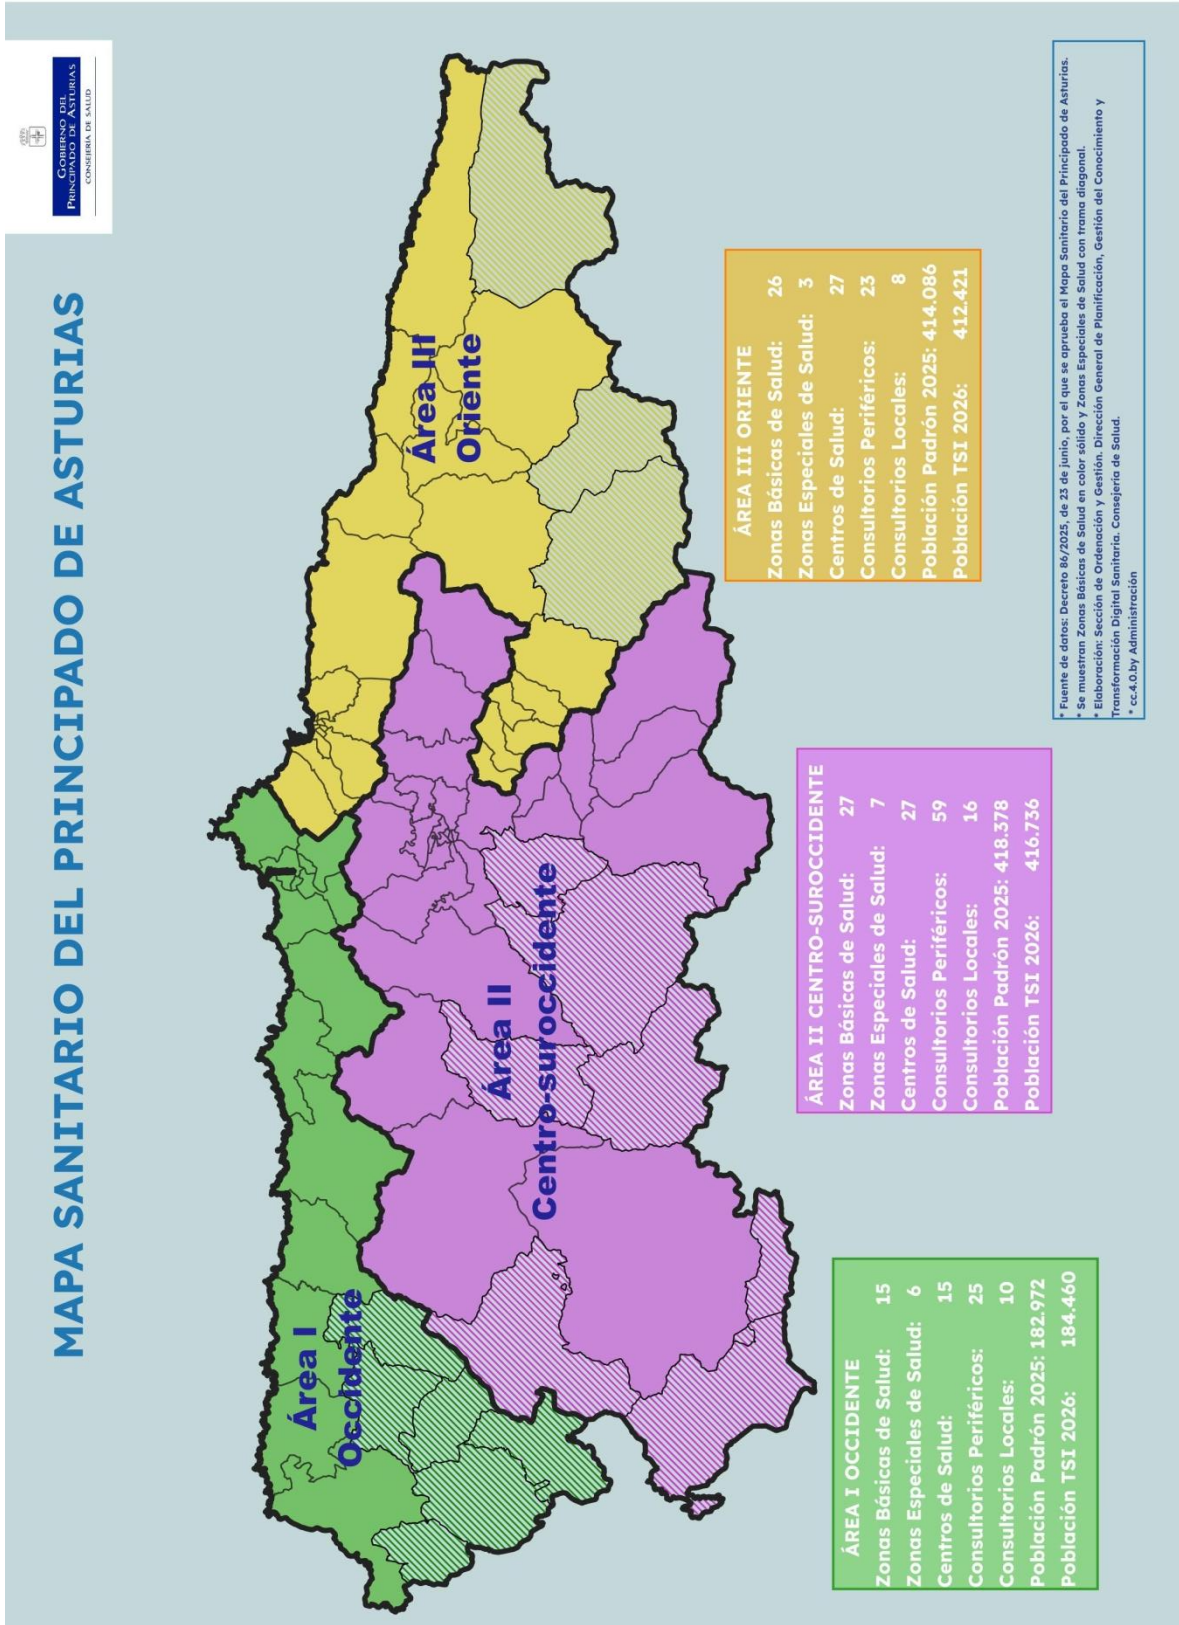 GOBIERNO DEL
PRINCIPADO DE ASTURIAS
CONSEJERÍA DE SALUD
MAPA SANITARIO DEL PRINCIPADO DE ASTURIAS
Área I
Occidente
Área II
Centro-suroccidente
Área III
Oriente
ÁREA I OCCIDENTE
Zonas Básicas de Salud: 15
Zonas Especiales de Salud: 6
Centros de Salud: 15
Consultorios Periféricos: 25
Consultorios Locales: 10
Población Padrón 2025: 182.972
Población TSI 2026: 184.460
ÁREA II CENTRO-SUROCCIDENTE
Zonas Básicas de Salud: 27
Zonas Especiales de Salud: 7
Centros de Salud: 27
Consultorios Periféricos: 59
Consultorios Locales: 16
Población Padrón 2025: 418.378
Población TSI 2026: 416.736
ÁREA III ORIENTE
Zonas Básicas de Salud: 26
Zonas Especiales de Salud: 3
Centros de Salud: 27
Consultorios Periféricos: 23
Consultorios Locales: 8
Población Padrón 2025: 414.086
Población TSI 2026: 412.421
* Fuente de datos: Decreto 86/2025, de 23 de junio, por el que se aprueba el Mapa Sanitario del Principado de Asturias.
* Se muestran Zonas Básicas de Salud en color sólido y Zonas Especiales de Salud con trama diagonal.
* Elaboración: Sección de Ordenación y Gestión. Dirección General de Planificación, Gestión del Conocimiento y
Transformación Digital Sanitaria. Consejería de Salud.
* cc.4.0.by Administración